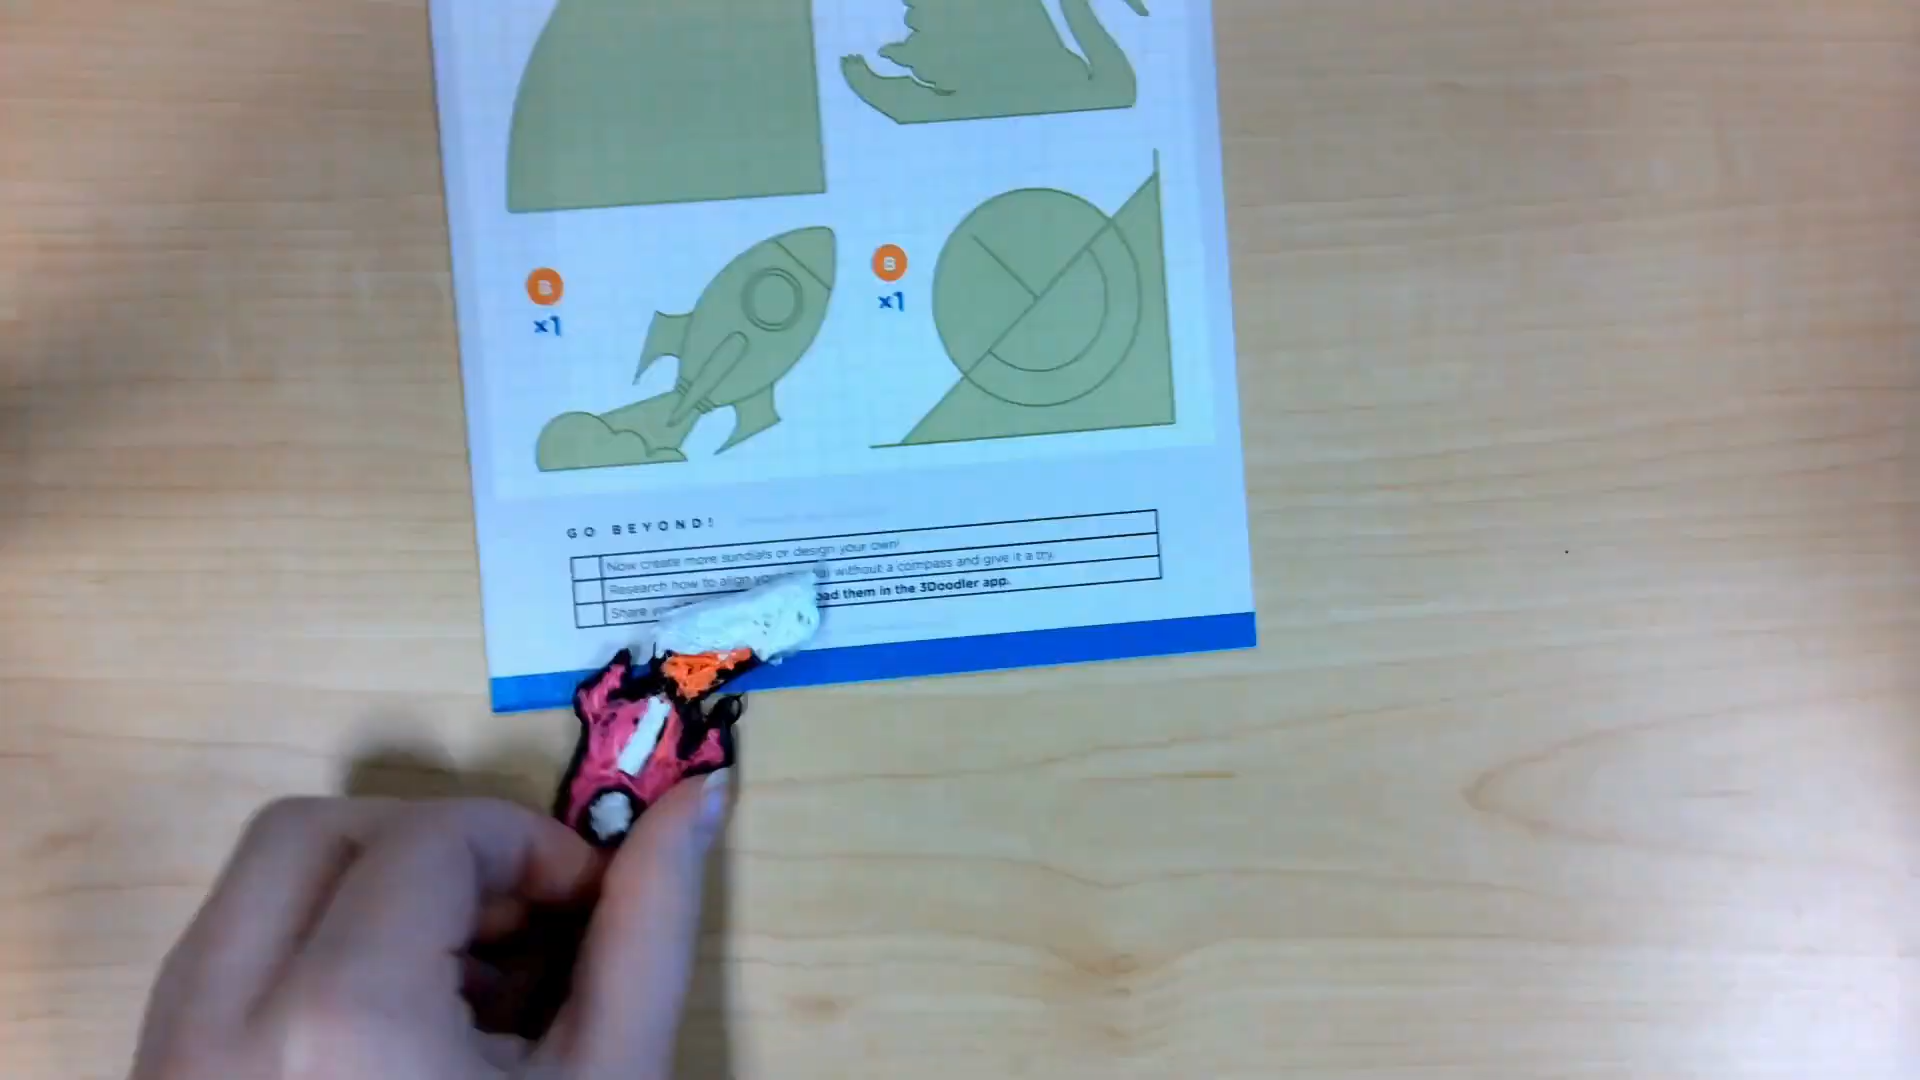 B
x1
B
x1
GO BEYOND!
Now create more sundials or design your own!
Research how to align without a compass and give it a try.
Share them in the 3Doodler app.